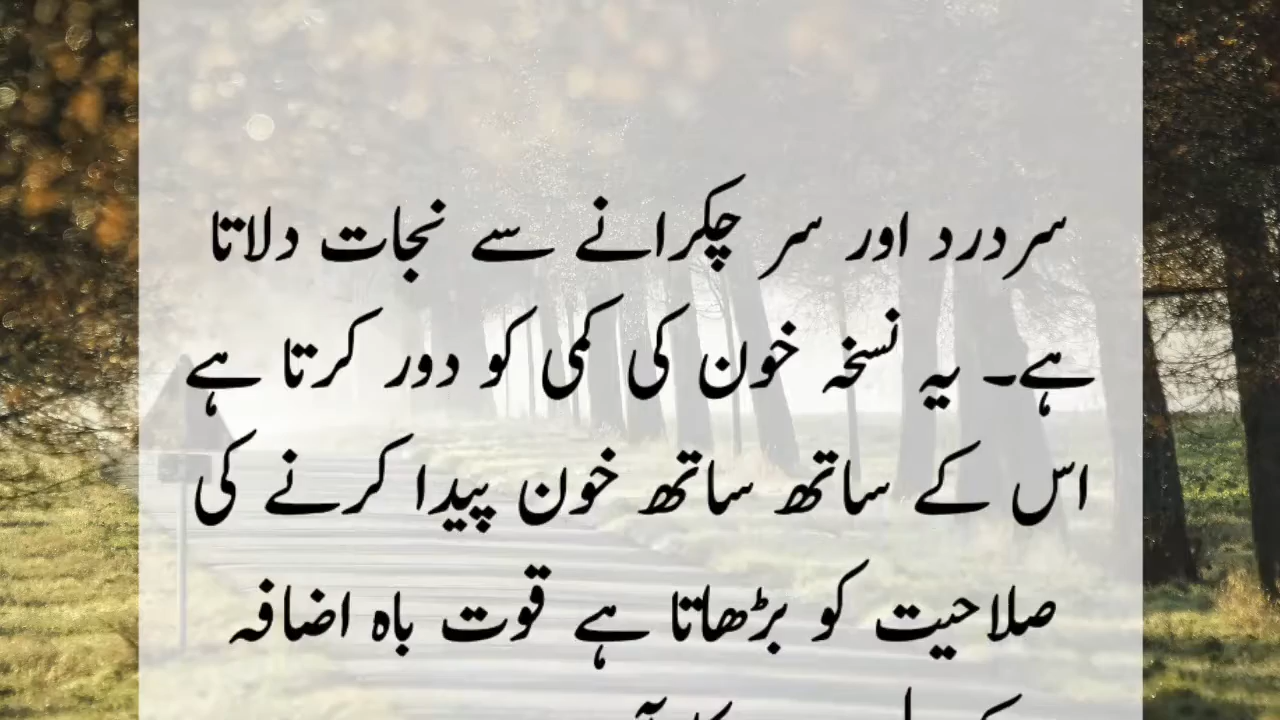 سردرد اور سر چکرانے سے نجات دلاتا
ہے۔ یہ نسخہ خون کی کمی کو دور کرتا ہے
اس کے ساتھ ساتھ خون پیدا کرنے کی
صلاحیت کو بڑھاتا ہے قوت باہ اضافہ